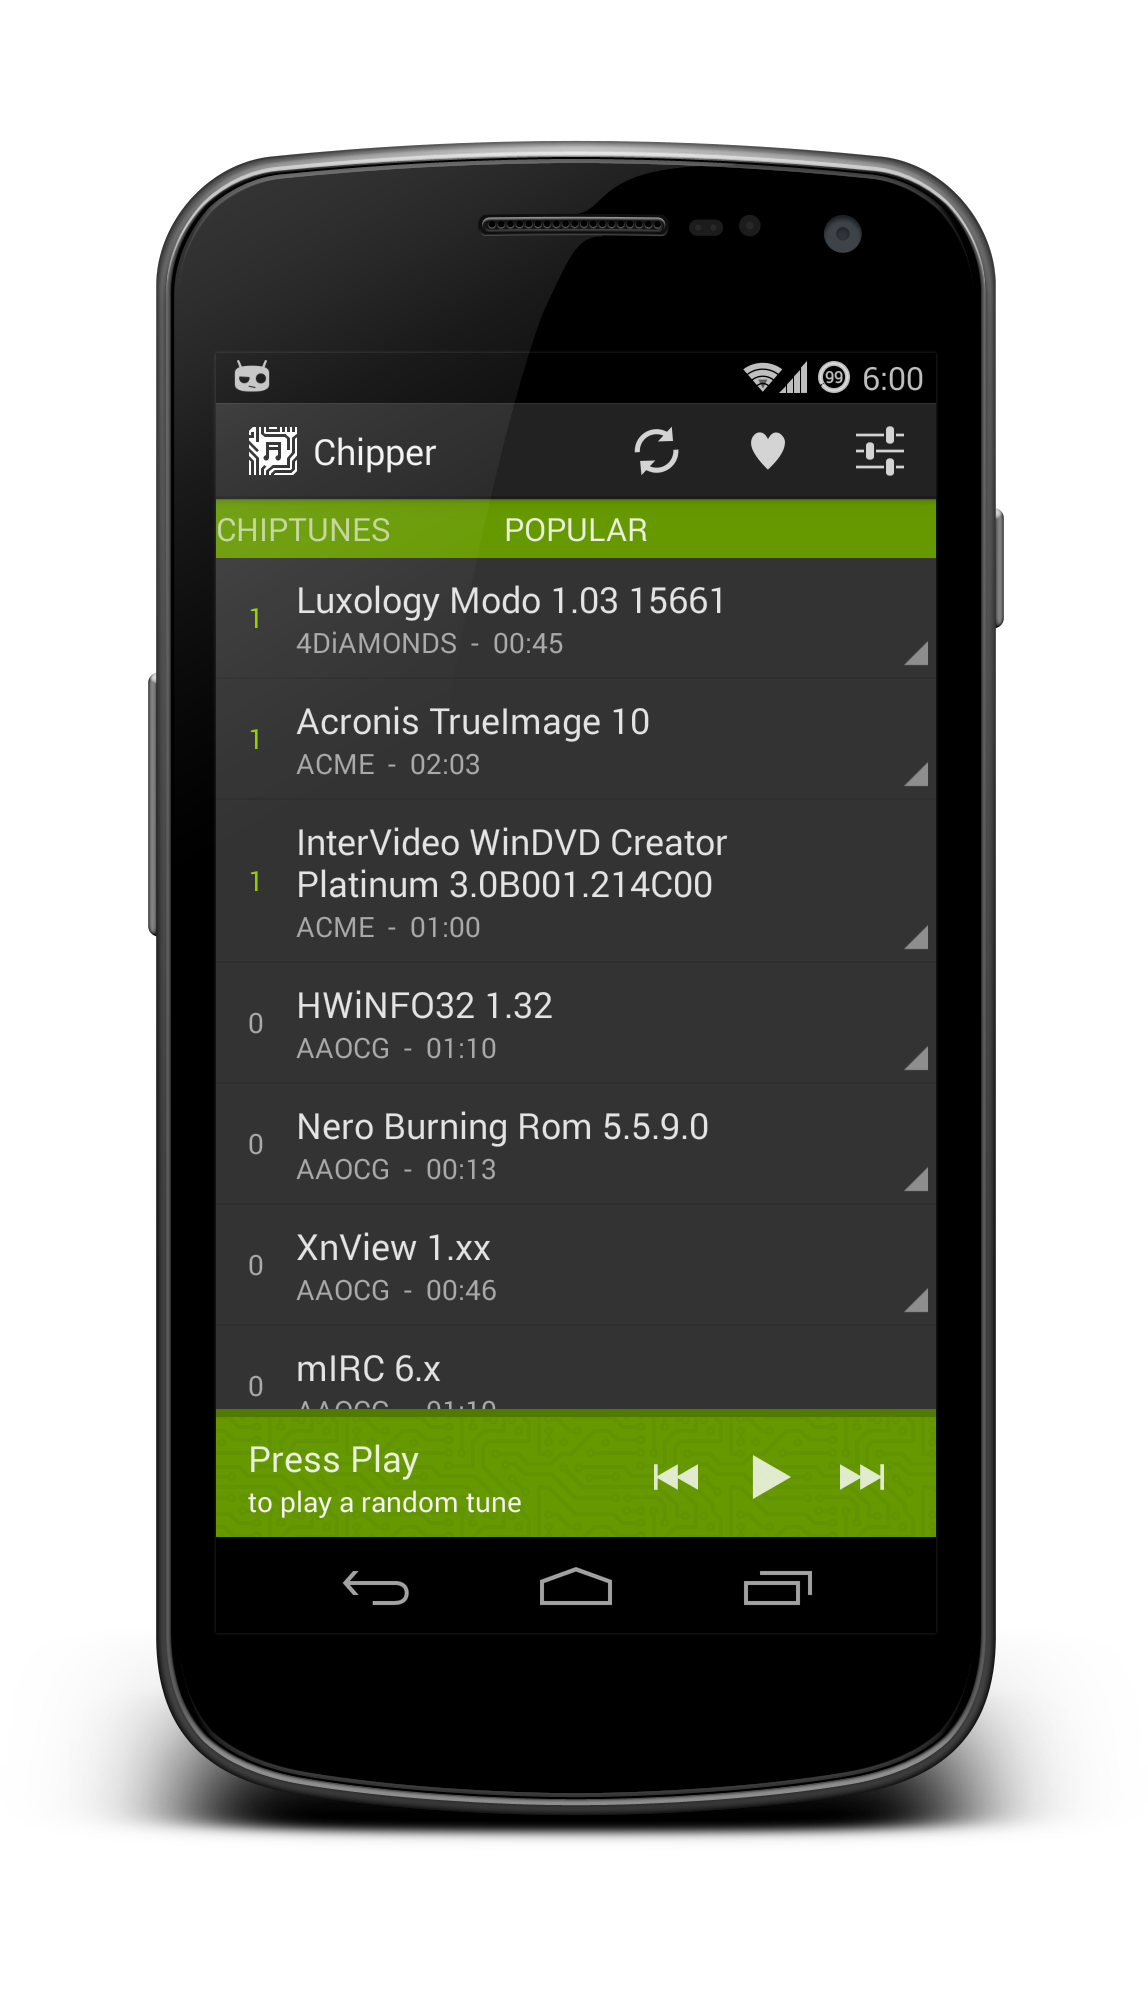 99 6:00
Chipper
CHIPTUNES POPULAR
1
Luxology Modo 1.03 15661
4DiAMONDS - 00:45
1
Acronis TrueImage 10
ACME - 02:03
1
InterVideo WinDVD Creator
Platinum 3.0B001.214C00
ACME - 01:00
0
HWiNFO32 1.32
AAOCG - 01:10
0
Nero Burning Rom 5.5.9.0
AAOCG - 00:13
0
XnView 1.xx
AAOCG - 00:46
0
mIRC 6.x
AAOCG - 01:10
Press Play
to play a random tune